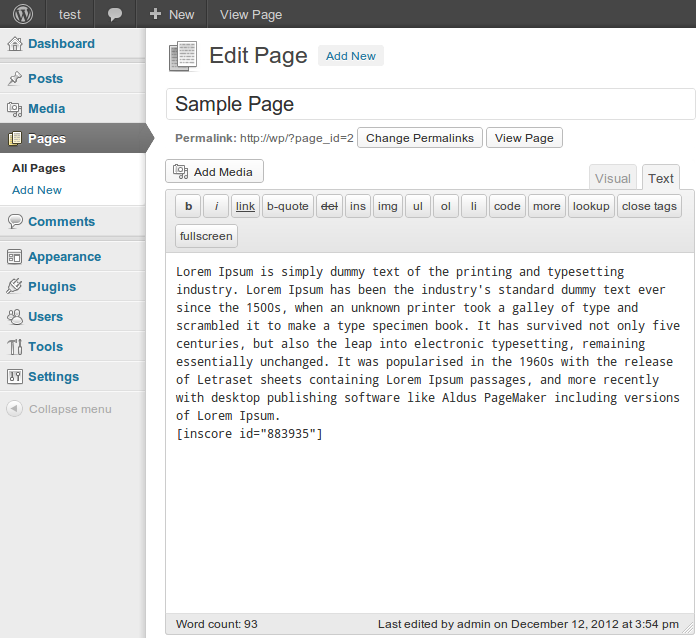 test
New
View Page
Dashboard
Posts
Media
Pages
All Pages
Add New
Comments
Appearance
Plugins
Users
Tools
Settings
Collapse menu
Edit Page
Add New
Sample Page
Permalink: http://wp/?page_id=2
Change Permalinks
View Page
Add Media
Visual
Text
b
i
link
b-quote
del
ins
img
ul
ol
li
code
more
lookup
close tags
fullscreen
Lorem Ipsum is simply dummy text of the printing and typesetting
industry. Lorem Ipsum has been the industry's standard dummy text ever
since the 1500s, when an unknown printer took a galley of type and
scrambled it to make a type specimen book. It has survived not only five
centuries, but also the leap into electronic typesetting, remaining
essentially unchanged. It was popularised in the 1960s with the release
of Letraset sheets containing Lorem Ipsum passages, and more recently
with desktop publishing software like Aldus PageMaker including versions
of Lorem Ipsum.
[inscore id="883935"]
Word count: 93
Last edited by admin on December 12, 2012 at 3:54 pm